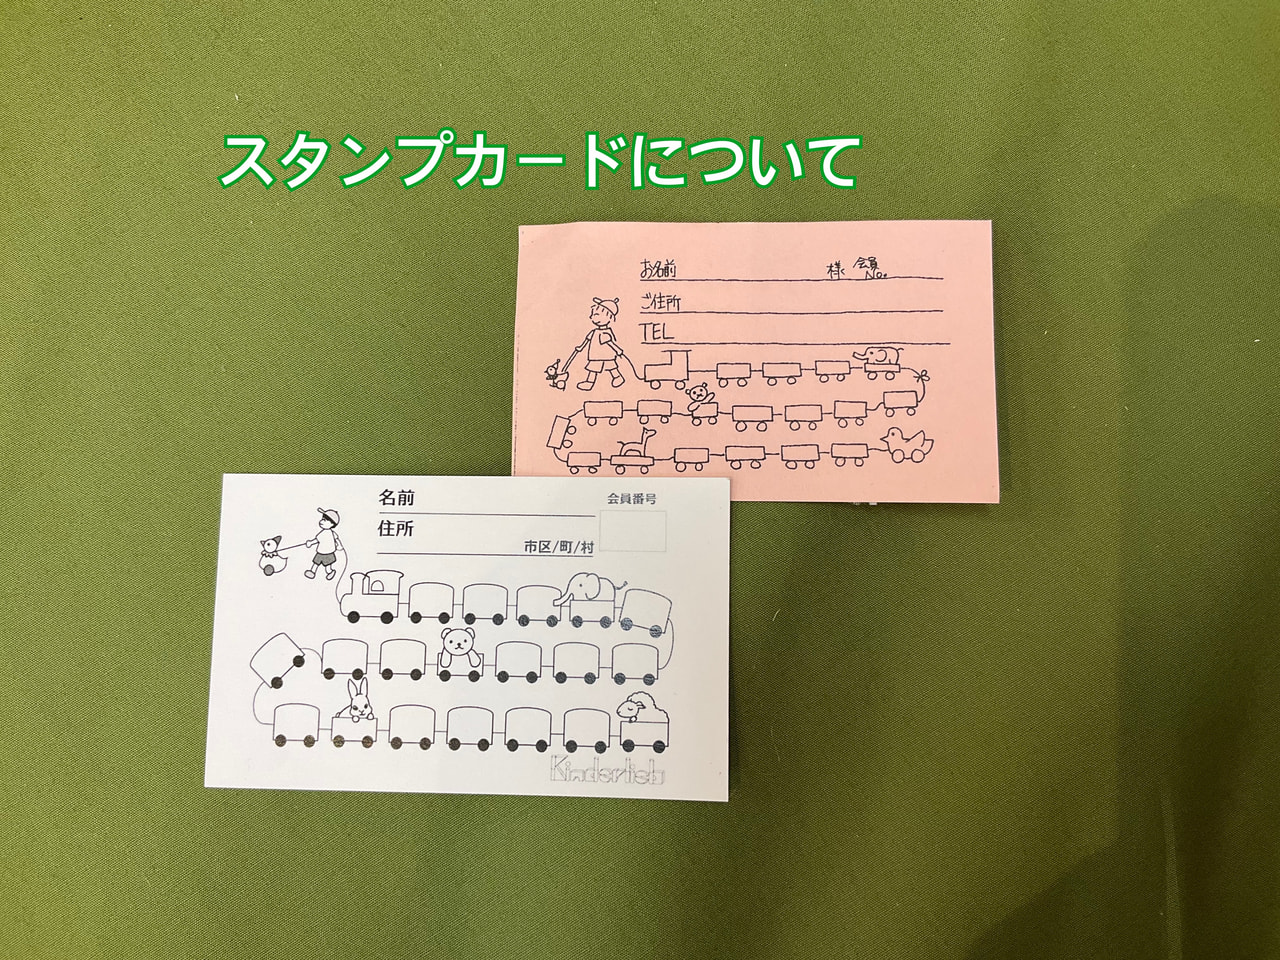 スタンプカードについて
お名前 様 会員No.
ご住所
TEL
名前 会員番号
住所
市区/町/村
Kinderlieb